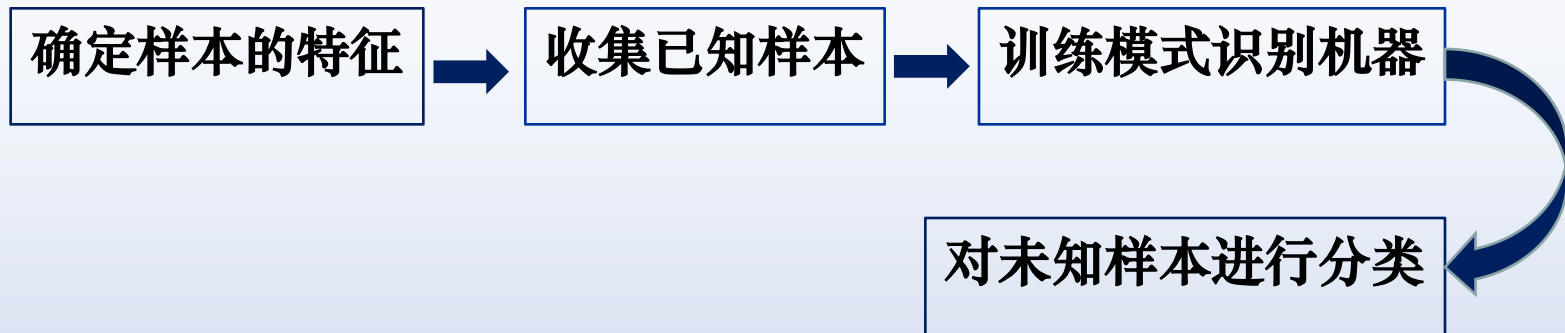 确定样本的特征
收集已知样本
训练模式识别机器
对未知样本进行分类